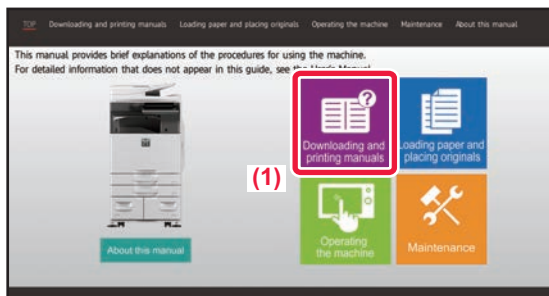 TOP Downloading and printing manuals Loading paper and placing originals Operating the machine Maintenance About this manual
This manual provides brief explanations of the procedures for using the machine.
For detailed information that does not appear in this guide, see the User's Manual.
Downloading and
printing manuals
Loading paper and
placing originals
(1)
Operating
the machine
Maintenance
About this manual